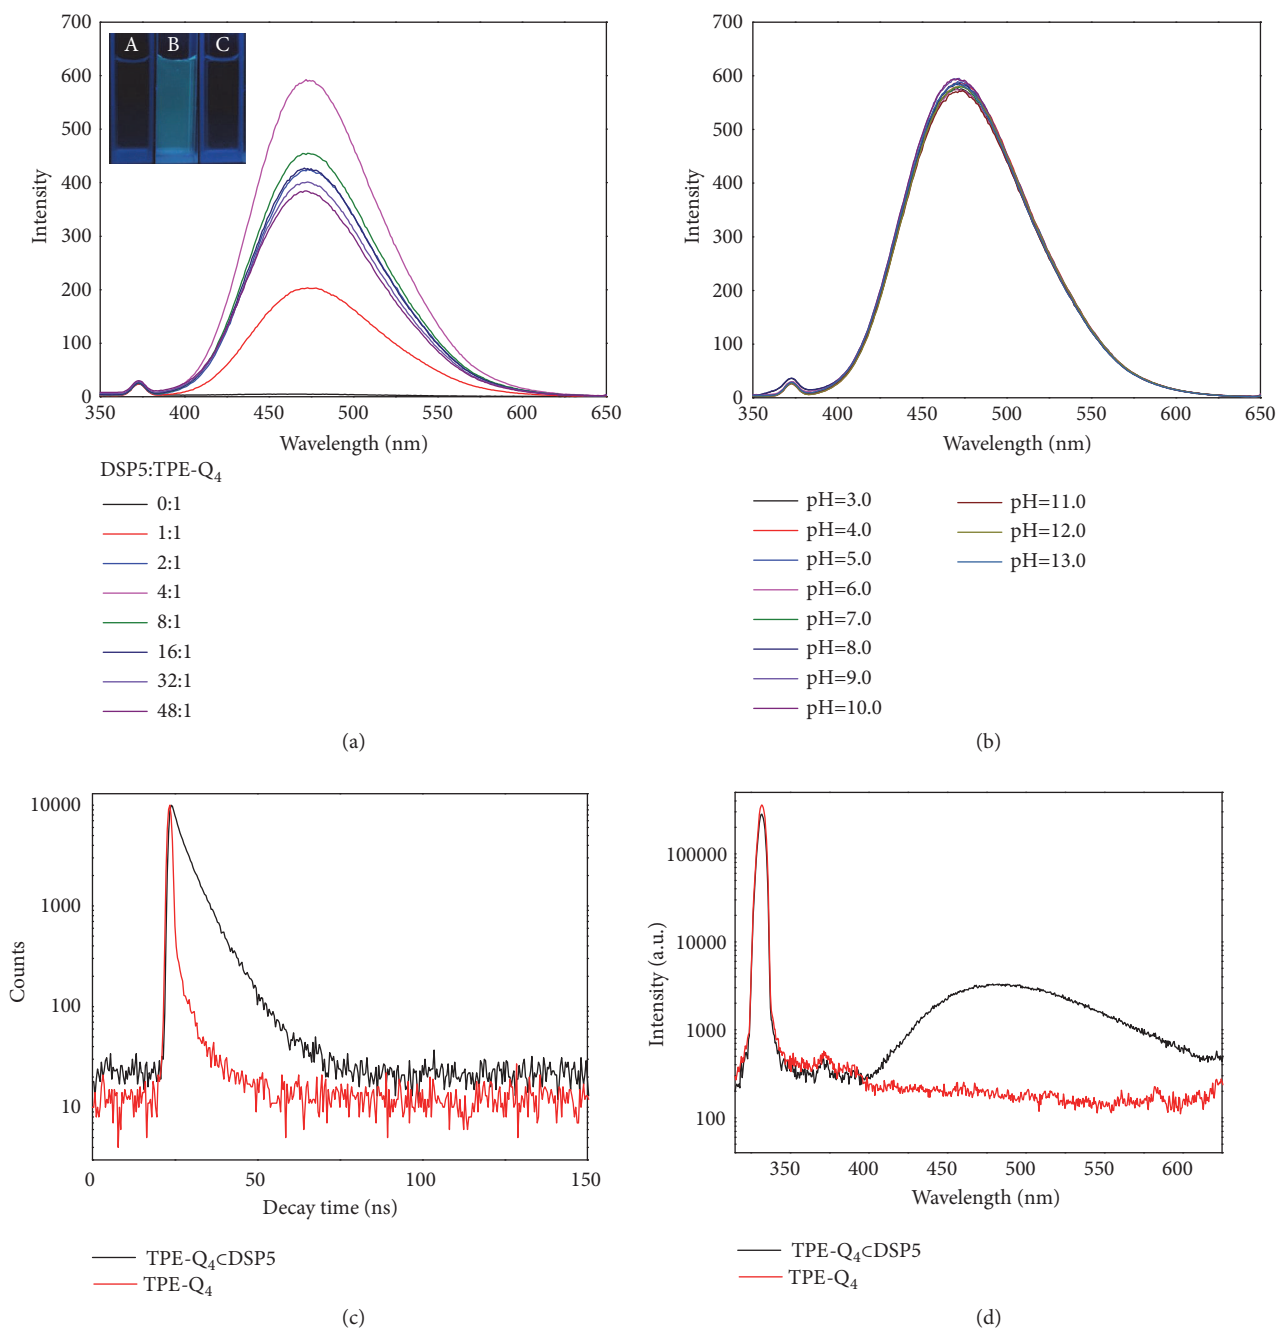 700
600
500
400
300
200
100
0
Intensity
A B C
350 400 450 500 550 600 650
Wavelength (nm)
DSP5:TPE-Q4
0:1
1:1
2:1
4:1
8:1
16:1
32:1
48:1
(a)
700
600
500
400
300
200
100
0
Intensity
350 400 450 500 550 600 650
Wavelength (nm)
pH=3.0
pH=4.0
pH=5.0
pH=6.0
pH=7.0
pH=8.0
pH=9.0
pH=10.0
pH=11.0
pH=12.0
pH=13.0
(b)
10000
1000
100
10
Counts
0 50 100 150
Decay time (ns)
TPE-Q4⊂DSP5
TPE-Q4
(c)
100000
10000
1000
100
Intensity (a.u.)
350 400 450 500 550 600
Wavelength (nm)
TPE-Q4⊂DSP5
TPE-Q4
(d)